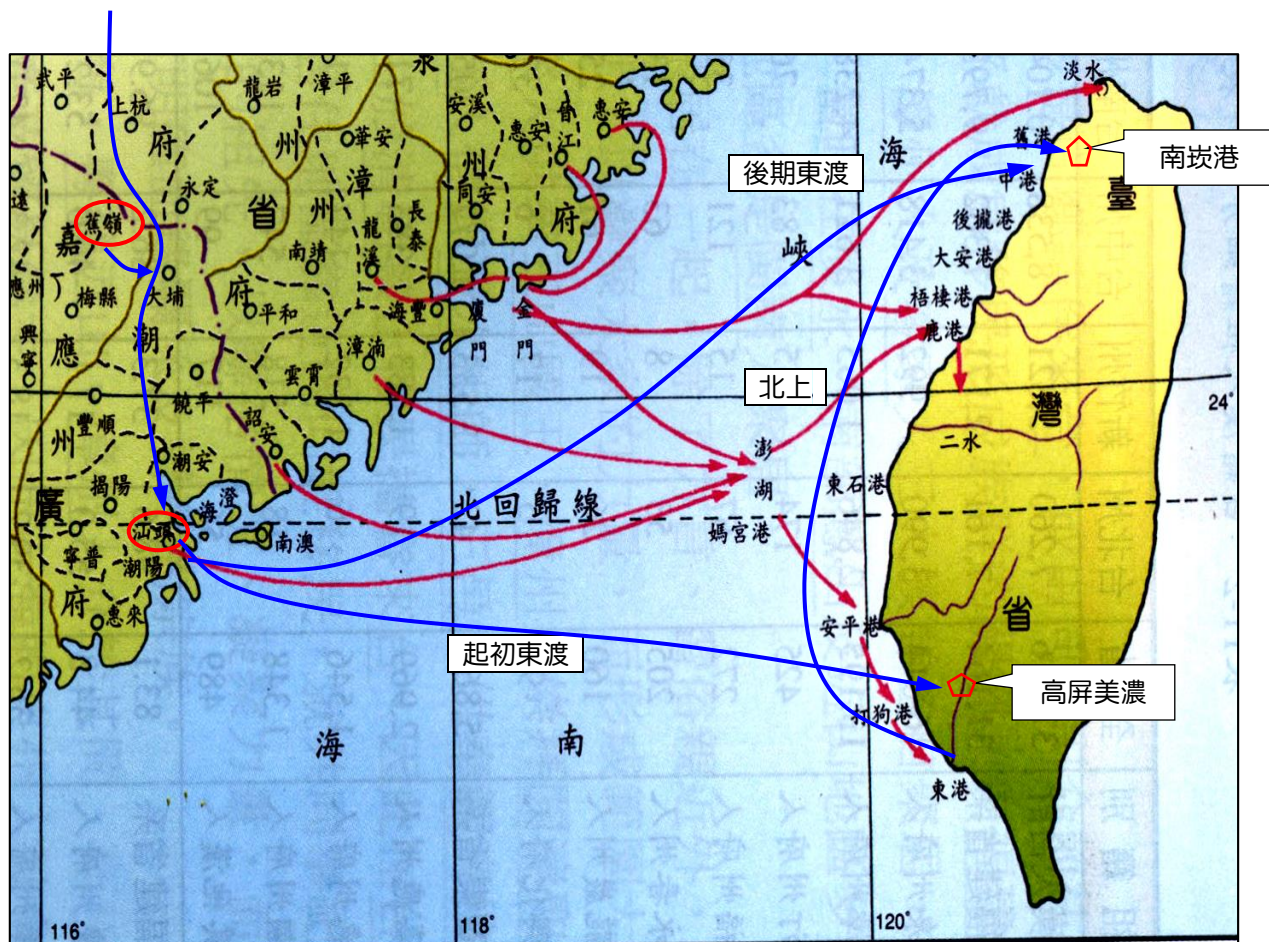 武平
上杭
龍岩
漳平
泉
安溪
惠安
晉江
惠安
淡水
府
州
華安
州
同安
府
後期東渡
海
舊港
中港
南崁港
臺
永定
省
漳
州
龍溪
長泰
後攏港
遠
蕉嶺
嘉
南靖
峽
大安港
應州)
梅縣
大埔
府
平和
海豐
廈門
金門
梧棲港
鹿港
興寧
應
潮
雲霄
漳湳
北上
24°
灣
饒平
豐順
詔安
州
潮安
澎湖
二水
揭陽
廣
海澄
北回歸線
東石港
汕頭
南澳
媽宮港
寧普
潮陽
府
惠來
起初東渡
安平港
省
高屏美濃
打狗港
海
南
東港
116°
118°
120°